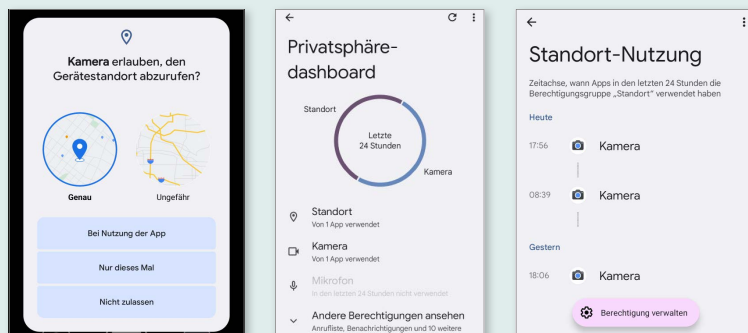 Kamera erlauben, den
Gerätestandort abzurufen?
Genau
Ungefähr
Bei Nutzung der App
Nur dieses Mal
Nicht zulassen
Privatsphäre-
dashboard
Standort
Letzte
24 Stunden
Kamera
Standort
Von 1 App verwendet
Kamera
Von 1 App verwendet
Mikrofon
In den letzten 24 Stunden nicht verwendet
Andere Berechtigungen ansehen
Anrufliste, Benachrichtigungen und 10 weitere
Standort-Nutzung
Zeitachse, wann Apps in den letzten 24 Stunden die
Berechtigungsgruppe „Standort“ verwendet haben
Heute
17:56 Kamera
08:39 Kamera
Gestern
18:06 Kamera
Berechtigung verwalten